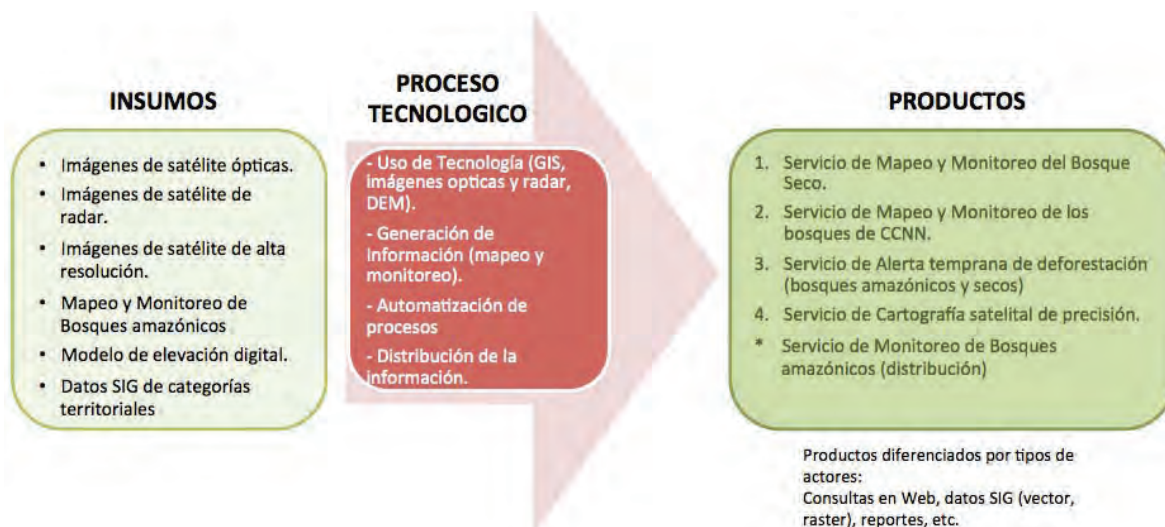 INSUMOS
• Imágenes de satélite ópticas.
• Imágenes de satélite de
radar.
• Imágenes de satélite de alta
resolución.
• Mapeo y Monitoreo de
Bosques amazónicos
• Modelo de elevación digital.
• Datos SIG de categorías
territoriales
PROCESO
TECNOLOGICO
- Uso de Tecnología (GIS,
imágenes opticas y radar,
DEM).
- Generación de
información (mapeo y
monitoreo).
- Automatización de
procesos
- Distribución de la
información.
PRODUCTOS
1. Servicio de Mapeo y Monitoreo del Bosque
Seco.
2. Servicio de Mapeo y Monitoreo de los
bosques de CCNN.
3. Servicio de Alerta temprana de deforestación
(bosques amazónicos y secos)
4. Servicio de Cartografía satelital de precisión.
* Servicio de Monitoreo de Bosques
amazónicos (distribución)
Productos diferenciados por tipos de
actores:
Consultas en Web, datos SIG (vector,
raster), reportes, etc.